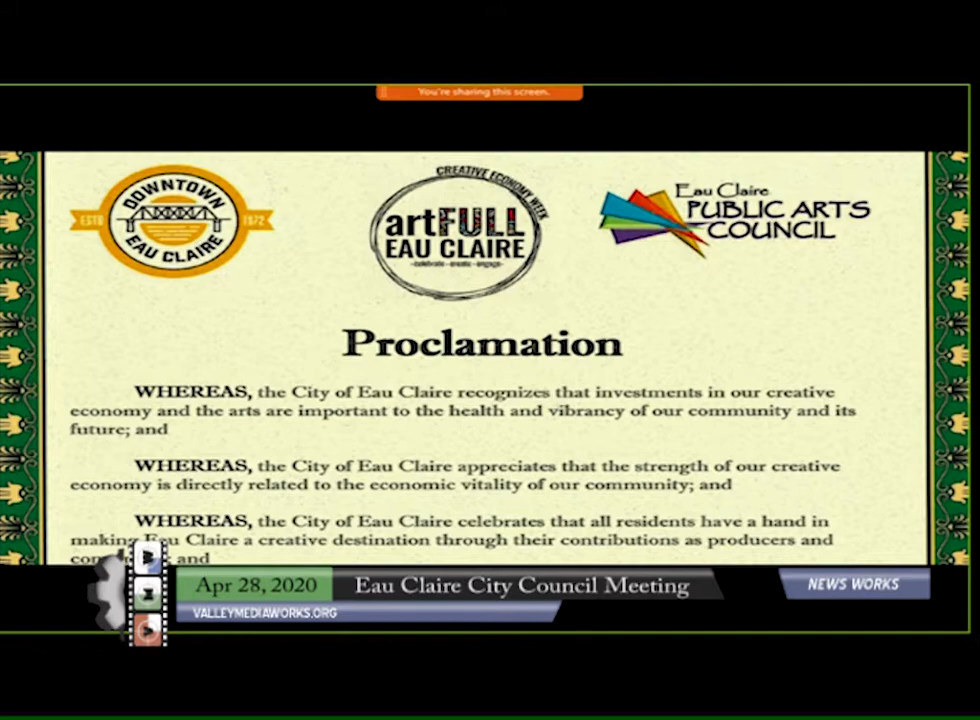 You're sharing this screen.
DOWNTOWN
ESTD 1872
EAU CLAIRE
CREATIVE ECONOMY WEEK
artFULL
EAU CLAIRE
-celebrate -create -engage-
Eau Claire
PUBLIC ARTS
COUNCIL
Proclamation
WHEREAS, the City of Eau Claire recognizes that investments in our creative
economy and the arts are important to the health and vibrancy of our community and its
future; and
WHEREAS, the City of Eau Claire appreciates that the strength of our creative
economy is directly related to the economic vitality of our community; and
WHEREAS, the City of Eau Claire celebrates that all residents have a hand in
making Eau Claire a creative destination through their contributions as producers and
and
Apr 28, 2020 Eau Claire City Council Meeting
NEWS WORKS
VALLEYMEDIAWORKS.ORG